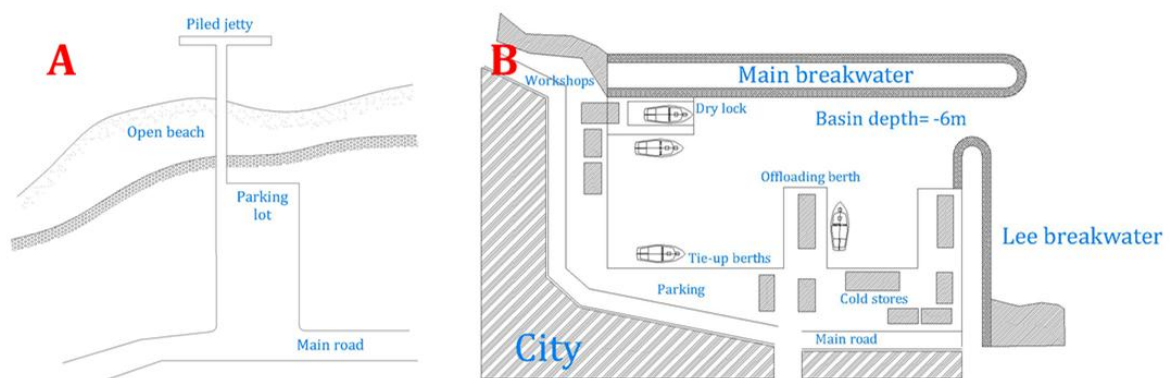 Piled jetty
A
Open beach
Parking
lot
Main road
B
Workshops
Main breakwater
Dry lock
Basin depth= -6m
Offloading berth
Lee breakwater
Tie-up berths
Parking
Cold stores
Main road
City